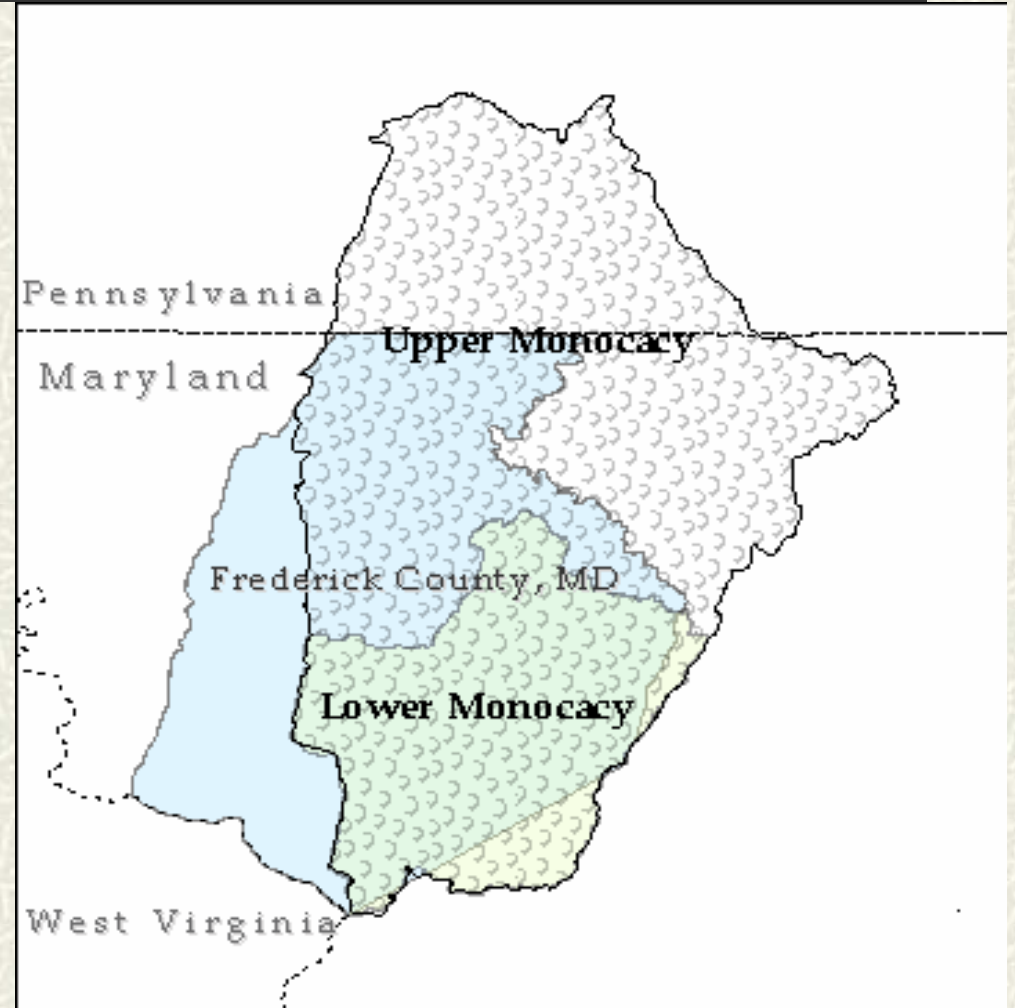 Pennsylvania
Upper Monocacy
Maryland
Frederick County, MD
Lower Monocacy
West Virginia